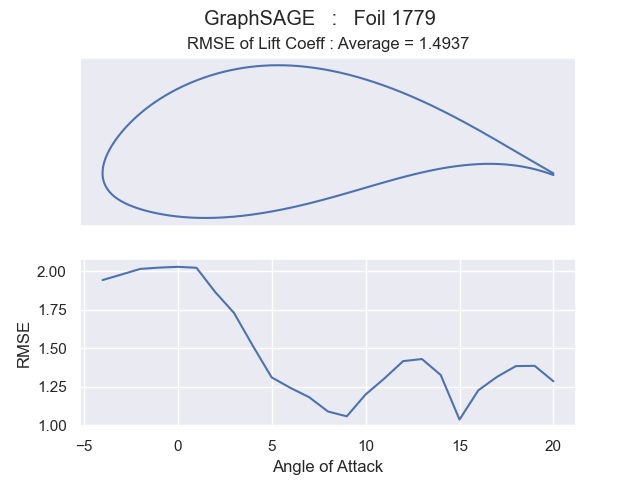 GraphSAGE : Foil 1779
RMSE of Lift Coeff : Average = 1.4937
2.00
1.75
1.50
1.25
1.00
RMSE
−5 0 5 10 15 20
Angle of Attack